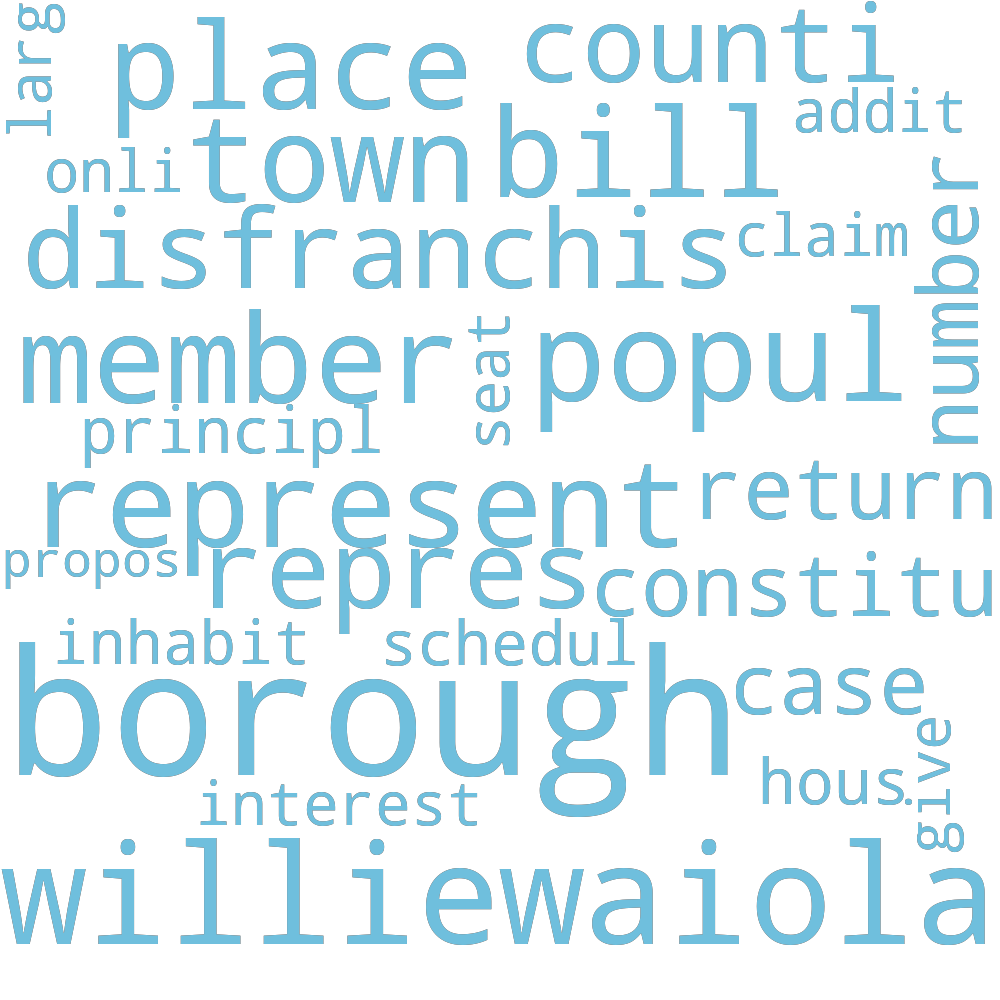 larg
place
counti
addit
onli
town
bill
number
disfranchis
claim
member
seat
popul
principl
represent
return
propos
repres
constitu
inhabit
schedul
borough
case
give
interest
hous
williewaiola